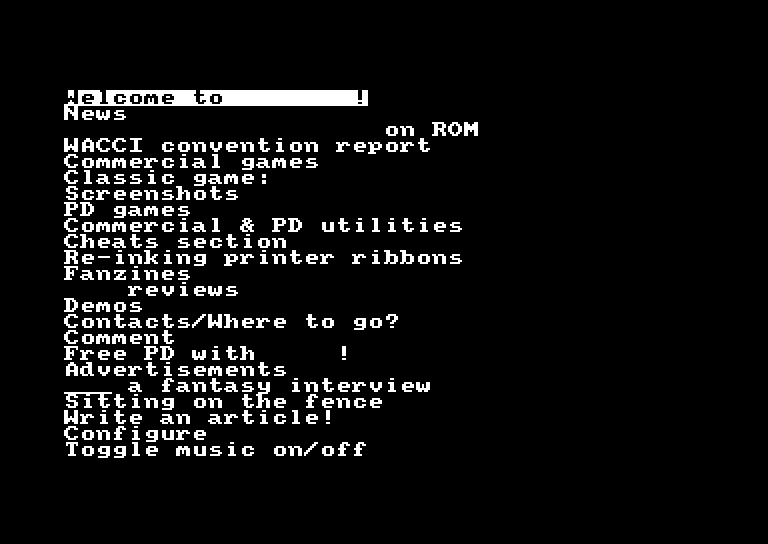 Welcome to !
News
on ROM
WACCI convention report
Commercial games
Classic game:
Screenshots
PD games
Commercial & PD utilities
Cheats section
Re-inking printer ribbons
Fanzines
reviews
Demos
Contacts/Where to go?
Comment
Free PD with !
Advertisements
___ a fantasy interview
Sitting on the fence
Write an article!
Configure
Toggle music on/off